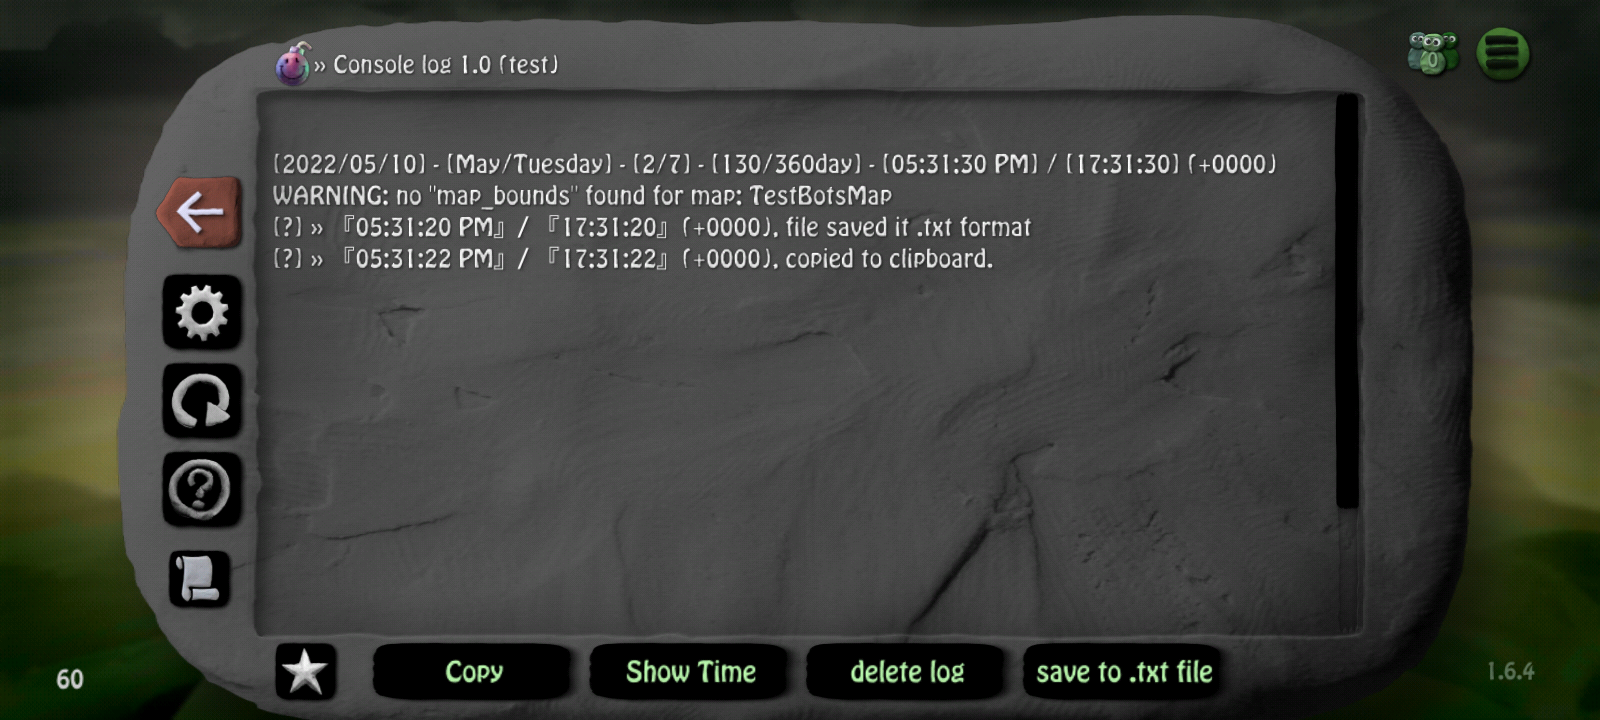 » Console log 1.0 (test)
0
[2022/05/10] - [May/Tuesday] - [2/7] - [130/360day] - [05:31:30 PM] / [17:31:30] (+0000)
WARNING: no "map_bounds" found for map: TestBotsMap
[?] » 『05:31:20 PM』 / 『17:31:20』 (+0000), file saved it .txt format
[?] » 『05:31:22 PM』 / 『17:31:22』 (+0000), copied to clipboard.
Copy
Show Time
delete log
save to .txt file
60
1.6.4